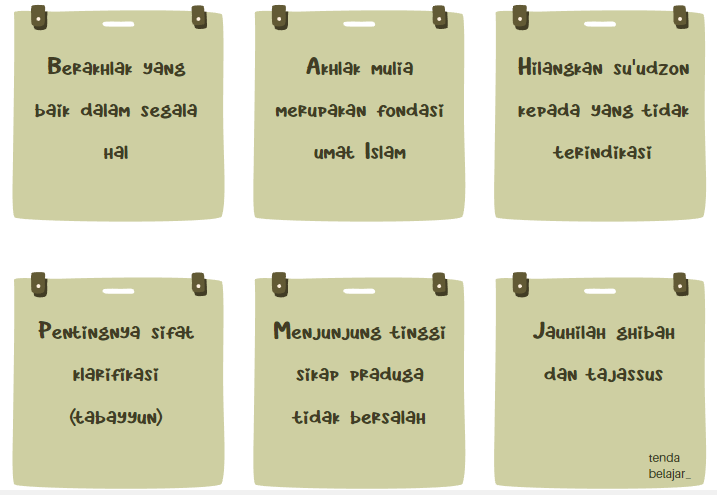 Berakhlak yang
baik dalam segala
hal
Akhlak mulia
merupakan fondasi
umat Islam
Hilangkan su'udzon
kepada yang tidak
terindikasi
Pentingnya sifat
klarifikasi
(tabayyun)
Menjunjung tinggi
sikap praduga
tidak bersalah
Jauhilah ghibah
dan tajassus
tenda
belajar_